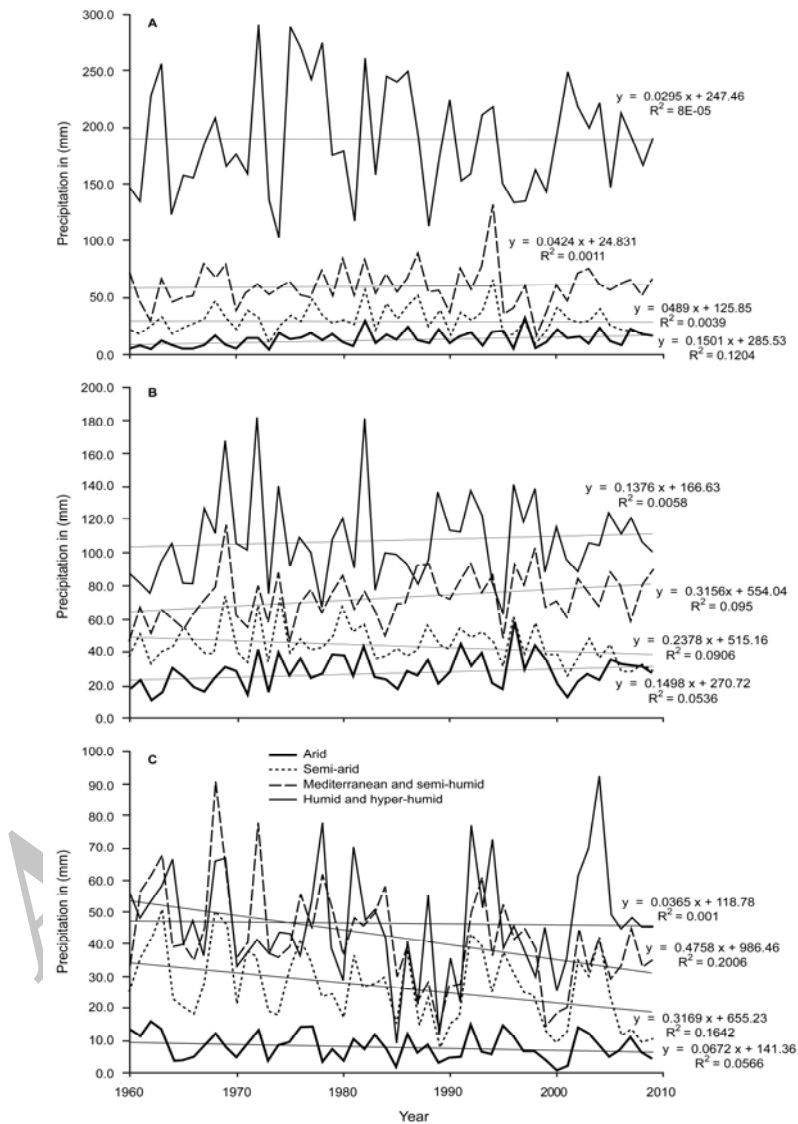 300.0
A
250.0
y = 0.0295 x + 247.46
R2 = 8E-05
200.0
150.0
100.0
y = 0.0424 x + 24.831
R2 = 0.0011
50.0
y = 0489 x + 125.85
R2 = 0.0039
y = 0.1501 x + 285.53
R2 = 0.1204
0.0
Precipitation in (mm)
200.0
B
180.0
160.0
140.0
y = 0.1376 x + 166.63
R2 = 0.0058
120.0
100.0
80.0
y = 0.3156x + 554.04
R2 = 0.095
60.0
y = 0.2378 x + 515.16
R2 = 0.0906
40.0
y = 0.1498 x + 270.72
R2 = 0.0536
20.0
0.0
Precipitation in (mm)
100.0
C
Arid
Semi-arid
Mediterranean and semi-humid
Humid and hyper-humid
90.0
80.0
70.0
60.0
y = 0.0365 x + 118.78
R2 = 0.001
50.0
40.0
y = 0.4758 x + 986.46
R2 = 0.2006
30.0
20.0
y = 0.3169 x + 655.23
R2 = 0.1642
10.0
y = 0.0672 x + 141.36
R2 = 0.0566
0.0
Precipitation in (mm)
1960 1970 1980 1990 2000 2010
Year